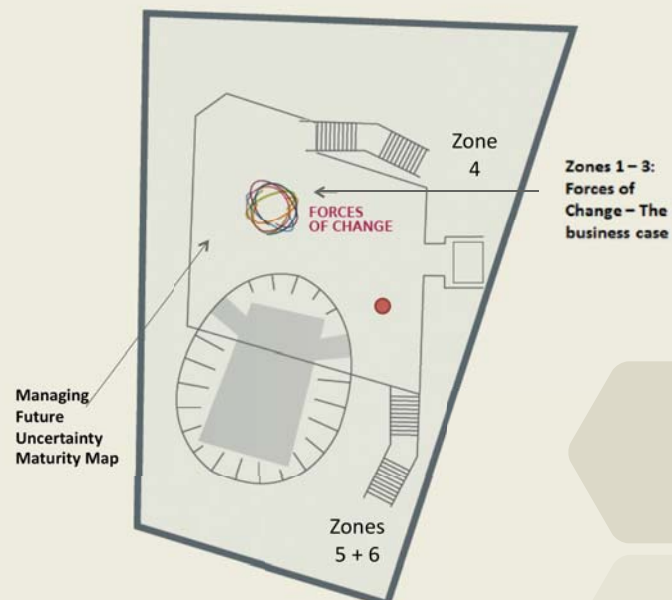 Zone
4
Zones 1 – 3:
Forces of
Change – The
business case
FORCES
OF CHANGE
Managing
Future
Uncertainty
Maturity Map
Zones
5 + 6